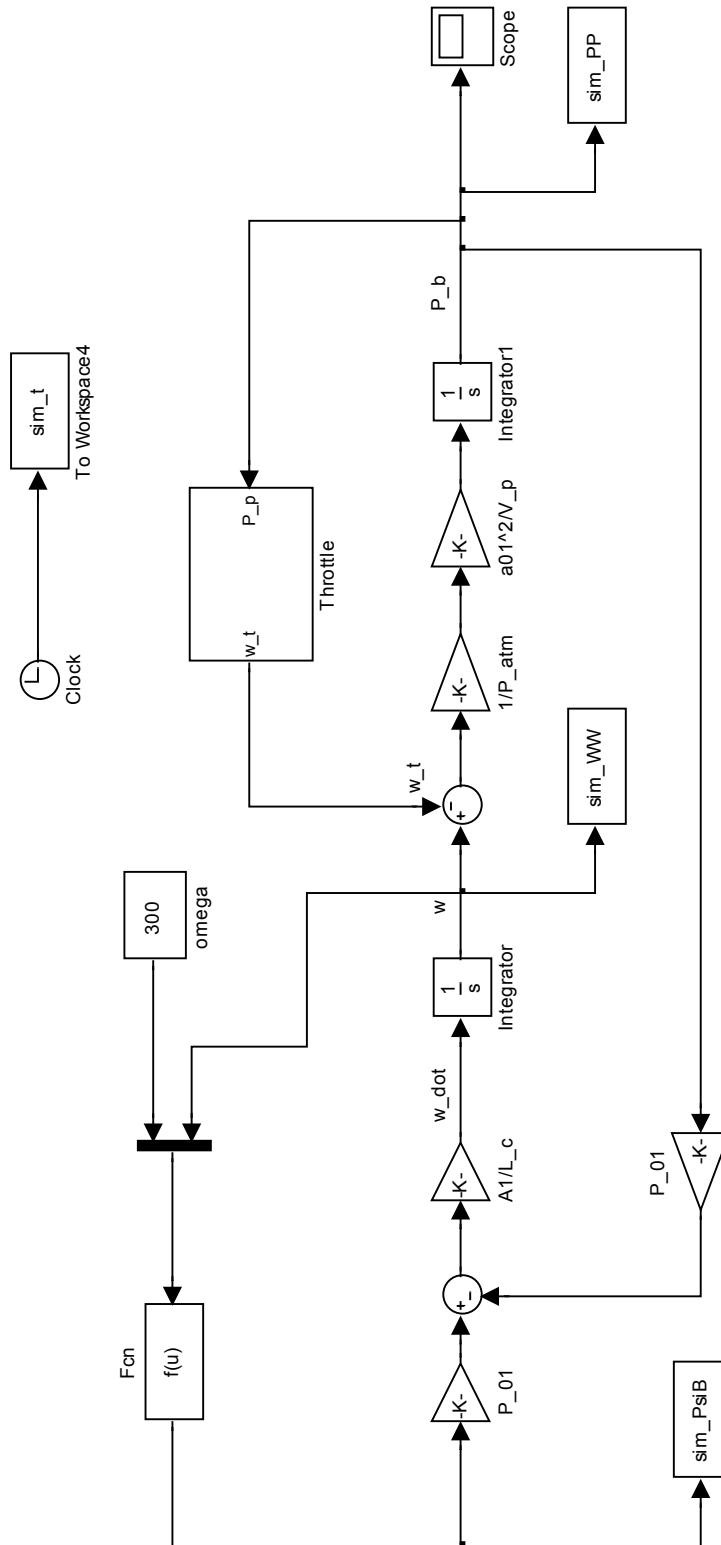 sim_t
To Workspace4
Clock
300
omega
Fcn
f(u)
P_p
w_t
Throttle
w_t
P_01
-K-
+
-
-K-
A1/L_c
w_dot
1
s
Integrator
w
+
-
-K-
1/P_atm
-K-
a01^2/V_p
1
s
Integrator1
P_b
Scope
sim_PP
sim_WW
P_01
-K-
sim_PsiB